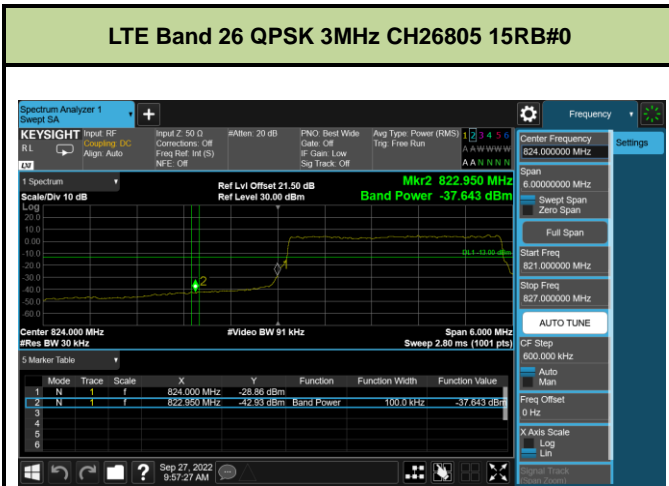 LTE Band 26 QPSK 3MHz CH26805 15RB#0
Spectrum Analyzer 1
Swept SA
+
Frequency
KEYSIGHT
RL
LXI
Input: RF
Coupling: DC
Align: Auto
Input Z: 50 Ω
Corrections: Off
Freq Ref: Int (S)
NFE: Off
#Atten: 20 dB
PNO: Best Wide
Gate: Off
IF Gain: Low
Sig Track: Off
Avg Type: Power (RMS)
Trig: Free Run
1 2 3 4 5 6
A A W W W W
A A N N N N
1 Spectrum
Scale/Div 10 dB
Ref Lvl Offset 21.50 dB
Ref Level 30.00 dBm
Mkr2 822.950 MHz
Band Power -37.643 dBm
Log
20.0
10.0
0.00
-10.0
-20.0
-30.0
-40.0
-50.0
-60.0
DL1 -13.00 dBm
2
1
Center 824.000 MHz
#Res BW 30 kHz
#Video BW 91 kHz
Span 6.000 MHz
Sweep 2.80 ms (1001 pts)
5 Marker Table
Mode Trace Scale X Y Function Function Width Function Value
1 N 1 f 824.000 MHz -28.86 dBm
2 N 1 f 822.950 MHz -42.93 dBm Band Power 100.0 kHz -37.643 dBm
3
4
5
6
Sep 27, 2022
9:57:27 AM
?
Center Frequency
824.000000 MHz
Settings
Span
6.00000000 MHz
Swept Span
Zero Span
Full Span
Start Freq
821.000000 MHz
Stop Freq
827.000000 MHz
AUTO TUNE
CF Step
600.000 kHz
Auto
Man
Freq Offset
0 Hz
X Axis Scale
Log
Lin
Signal Track
(Span Zoom)